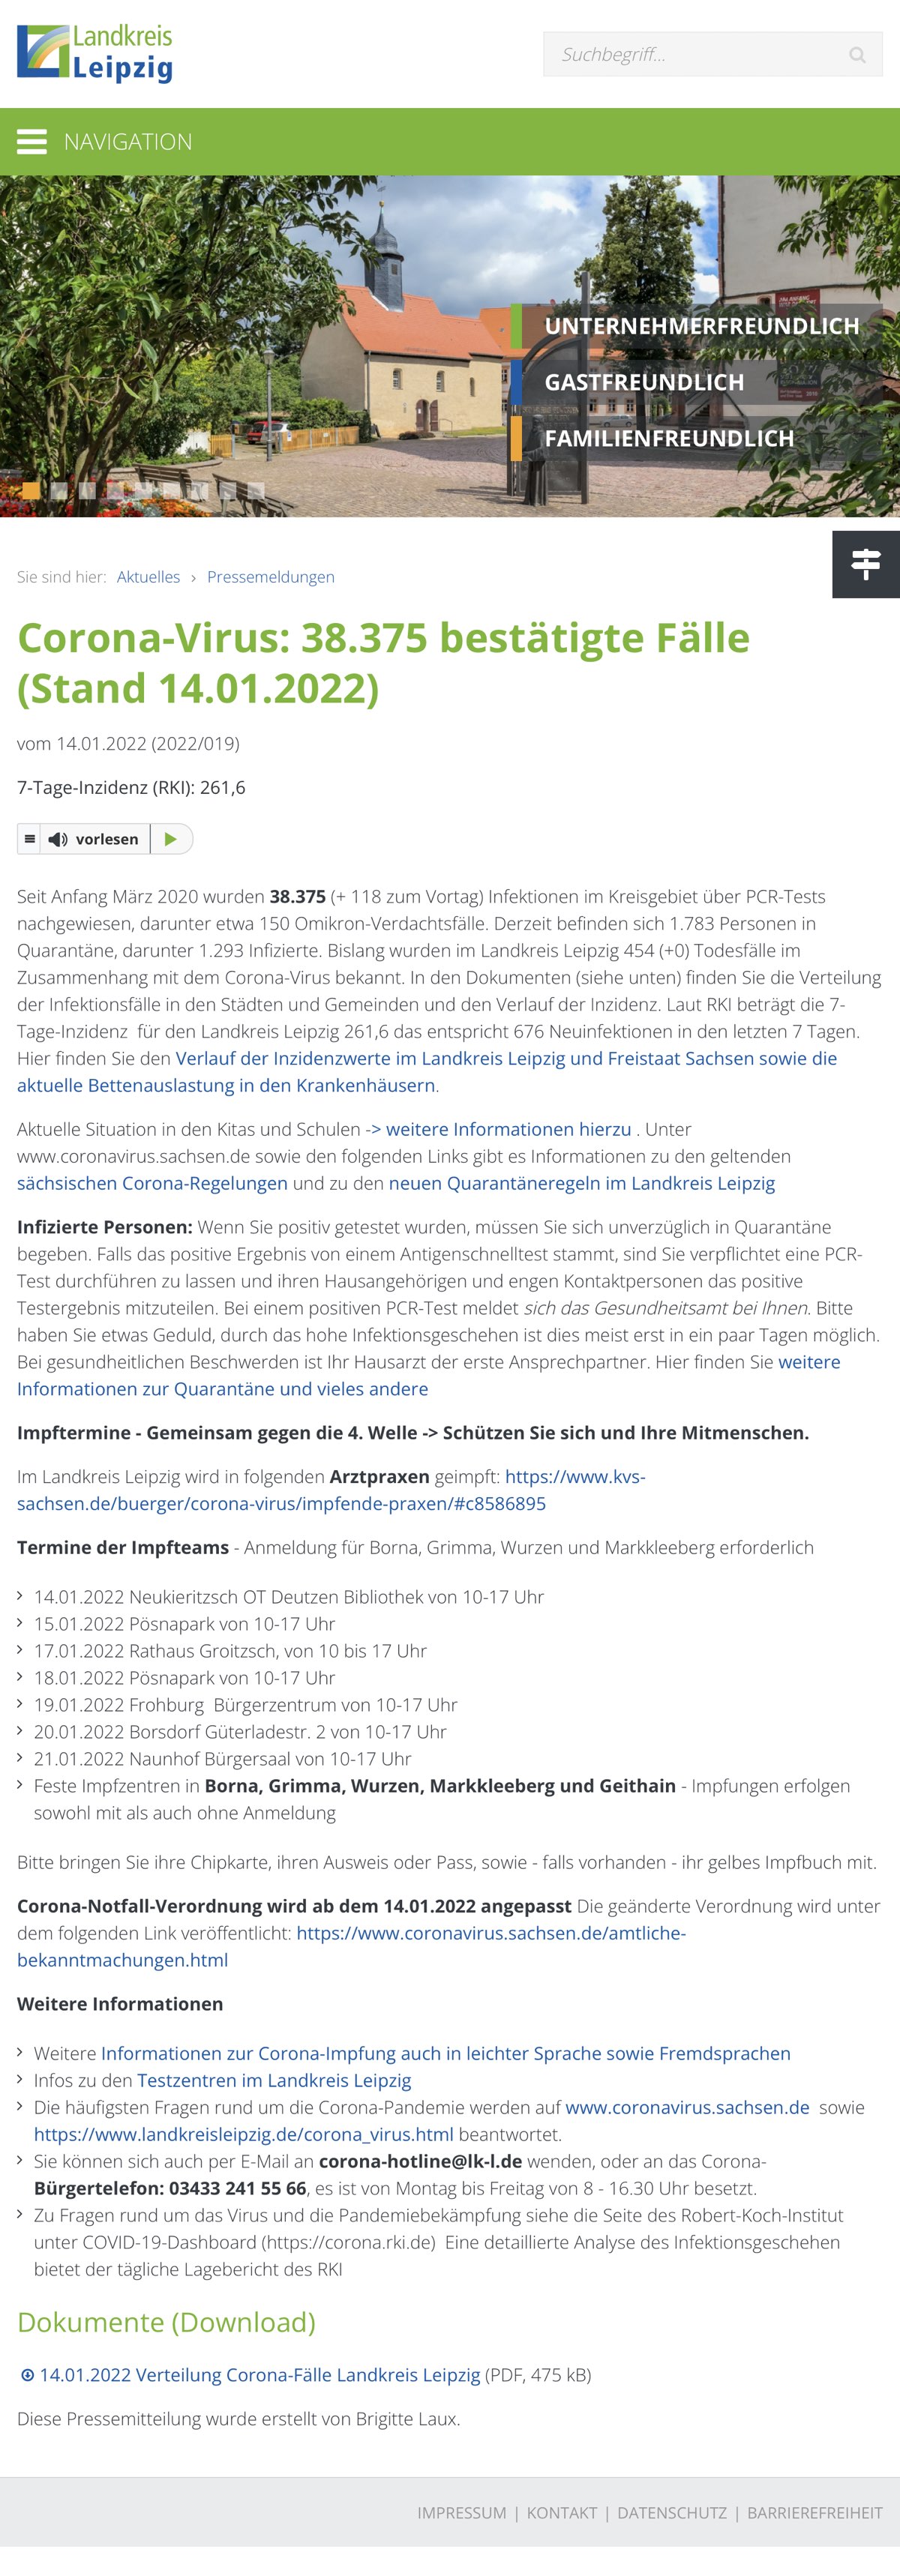 Landkreis
Leipzig
Suchbegriff...
NAVIGATION
UNTERNEHMERFREUNDLICH
GASTFREUNDLICH
FAMILIENFREUNDLICH
Sie sind hier: Aktuelles › Pressemeldungen
Corona-Virus: 38.375 bestätigte Fälle
(Stand 14.01.2022)
vom 14.01.2022 (2022/019)
7-Tage-Inzidenz (RKI): 261,6
vorlesen
Seit Anfang März 2020 wurden 38.375 (+ 118 zum Vortag) Infektionen im Kreisgebiet über PCR-Tests
nachgewiesen, darunter etwa 150 Omikron-Verdachtsfälle. Derzeit befinden sich 1.783 Personen in
Quarantäne, darunter 1.293 Infizierte. Bislang wurden im Landkreis Leipzig 454 (+0) Todesfälle im
Zusammenhang mit dem Corona-Virus bekannt. In den Dokumenten (siehe unten) finden Sie die Verteilung
der Infektionsfälle in den Städten und Gemeinden und den Verlauf der Inzidenz. Laut RKI beträgt die 7-
Tage-Inzidenz  für den Landkreis Leipzig 261,6 das entspricht 676 Neuinfektionen in den letzten 7 Tagen.
Hier finden Sie den Verlauf der Inzidenzwerte im Landkreis Leipzig und Freistaat Sachsen sowie die
aktuelle Bettenauslastung in den Krankenhäusern.
Aktuelle Situation in den Kitas und Schulen -> weitere Informationen hierzu . Unter
www.coronavirus.sachsen.de sowie den folgenden Links gibt es Informationen zu den geltenden
sächsischen Corona-Regelungen und zu den neuen Quarantäneregeln im Landkreis Leipzig
Infizierte Personen: Wenn Sie positiv getestet wurden, müssen Sie sich unverzüglich in Quarantäne
begeben. Falls das positive Ergebnis von einem Antigenschnelltest stammt, sind Sie verpflichtet eine PCR-
Test durchführen zu lassen und ihren Hausangehörigen und engen Kontaktpersonen das positive
Testergebnis mitzuteilen. Bei einem positiven PCR-Test meldet sich das Gesundheitsamt bei Ihnen. Bitte
haben Sie etwas Geduld, durch das hohe Infektionsgeschehen ist dies meist erst in ein paar Tagen möglich.
Bei gesundheitlichen Beschwerden ist Ihr Hausarzt der erste Ansprechpartner. Hier finden Sie weitere
Informationen zur Quarantäne und vieles andere
Impftermine - Gemeinsam gegen die 4. Welle -> Schützen Sie sich und Ihre Mitmenschen.
Im Landkreis Leipzig wird in folgenden Arztpraxen geimpft: https://www.kvs-
sachsen.de/buerger/corona-virus/impfende-praxen/#c8586895
Termine der Impfteams - Anmeldung für Borna, Grimma, Wurzen und Markkleeberg erforderlich
› 14.01.2022 Neukieritzsch OT Deutzen Bibliothek von 10-17 Uhr
› 15.01.2022 Pösnapark von 10-17 Uhr
› 17.01.2022 Rathaus Groitzsch, von 10 bis 17 Uhr
› 18.01.2022 Pösnapark von 10-17 Uhr
› 19.01.2022 Frohburg  Bürgerzentrum von 10-17 Uhr
› 20.01.2022 Borsdorf Güterladestr. 2 von 10-17 Uhr
› 21.01.2022 Naunhof Bürgersaal von 10-17 Uhr
› Feste Impfzentren in Borna, Grimma, Wurzen, Markkleeberg und Geithain - Impfungen erfolgen
sowohl mit als auch ohne Anmeldung
Bitte bringen Sie ihre Chipkarte, ihren Ausweis oder Pass, sowie - falls vorhanden - ihr gelbes Impfbuch mit.
Corona-Notfall-Verordnung wird ab dem 14.01.2022 angepasst Die geänderte Verordnung wird unter
dem folgenden Link veröffentlicht: https://www.coronavirus.sachsen.de/amtliche-
bekanntmachungen.html
Weitere Informationen
› Weitere Informationen zur Corona-Impfung auch in leichter Sprache sowie Fremdsprachen
› Infos zu den Testzentren im Landkreis Leipzig
› Die häufigsten Fragen rund um die Corona-Pandemie werden auf www.coronavirus.sachsen.de  sowie
https://www.landkreisleipzig.de/corona_virus.html beantwortet.
› Sie können sich auch per E-Mail an corona-hotline@lk-l.de wenden, oder an das Corona-
Bürgertelefon: 03433 241 55 66, es ist von Montag bis Freitag von 8 - 16.30 Uhr besetzt.
› Zu Fragen rund um das Virus und die Pandemiebekämpfung siehe die Seite des Robert-Koch-Institut
unter COVID-19-Dashboard (https://corona.rki.de)  Eine detaillierte Analyse des Infektionsgeschehen
bietet der tägliche Lagebericht des RKI
Dokumente (Download)
14.01.2022 Verteilung Corona-Fälle Landkreis Leipzig (PDF, 475 kB)
Diese Pressemitteilung wurde erstellt von Brigitte Laux.
IMPRESSUM | KONTAKT | DATENSCHUTZ | BARRIEREFREIHEIT